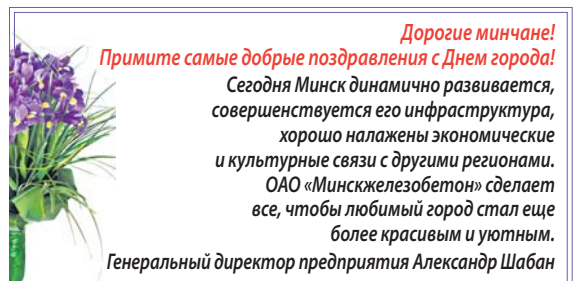 Дорогие минчане!
Примите самые добрые поздравления с Днем города!
Сегодня Минск динамично развивается,
совершенствуется его инфраструктура,
хорошо налажены экономические
и культурные связи с другими регионами.
ОАО «Минскжелезобетон» сделает
все, чтобы любимый город стал еще
более красивым и уютным.
Генеральный директор предприятия Александр Шабан